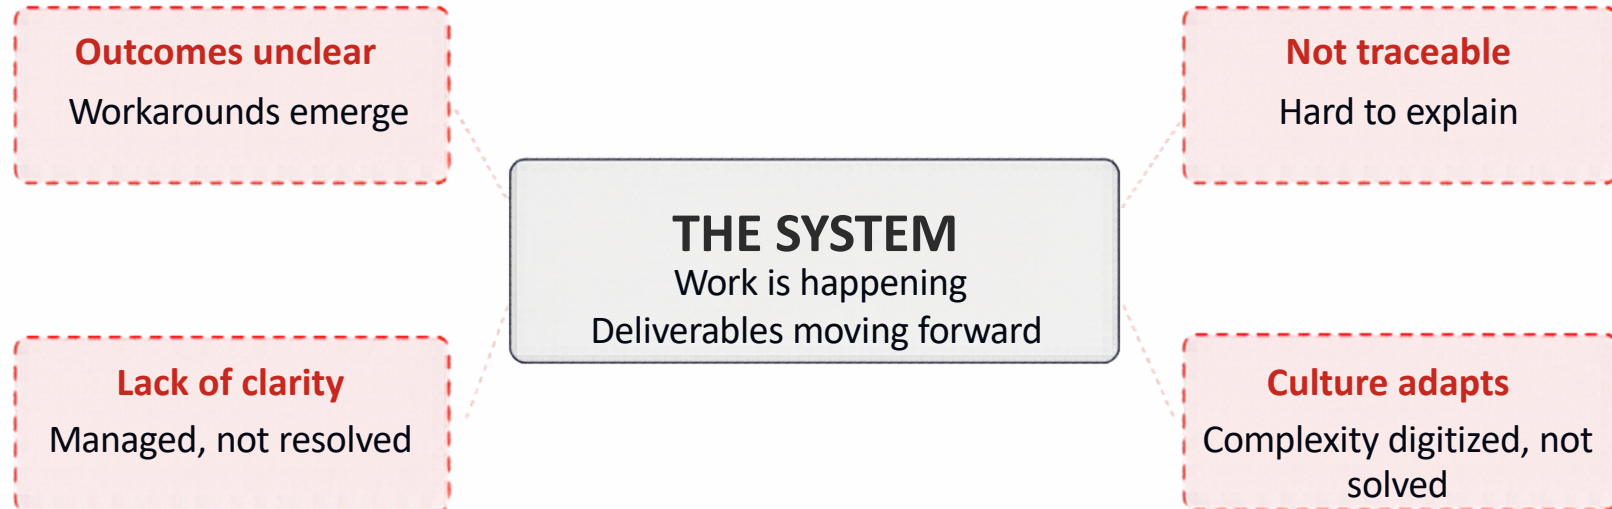 Outcomes unclear
Workarounds emerge
Not traceable
Hard to explain
THE SYSTEM
Work is happening
Deliverables moving forward
Lack of clarity
Managed, not resolved
Culture adapts
Complexity digitized, not
solved